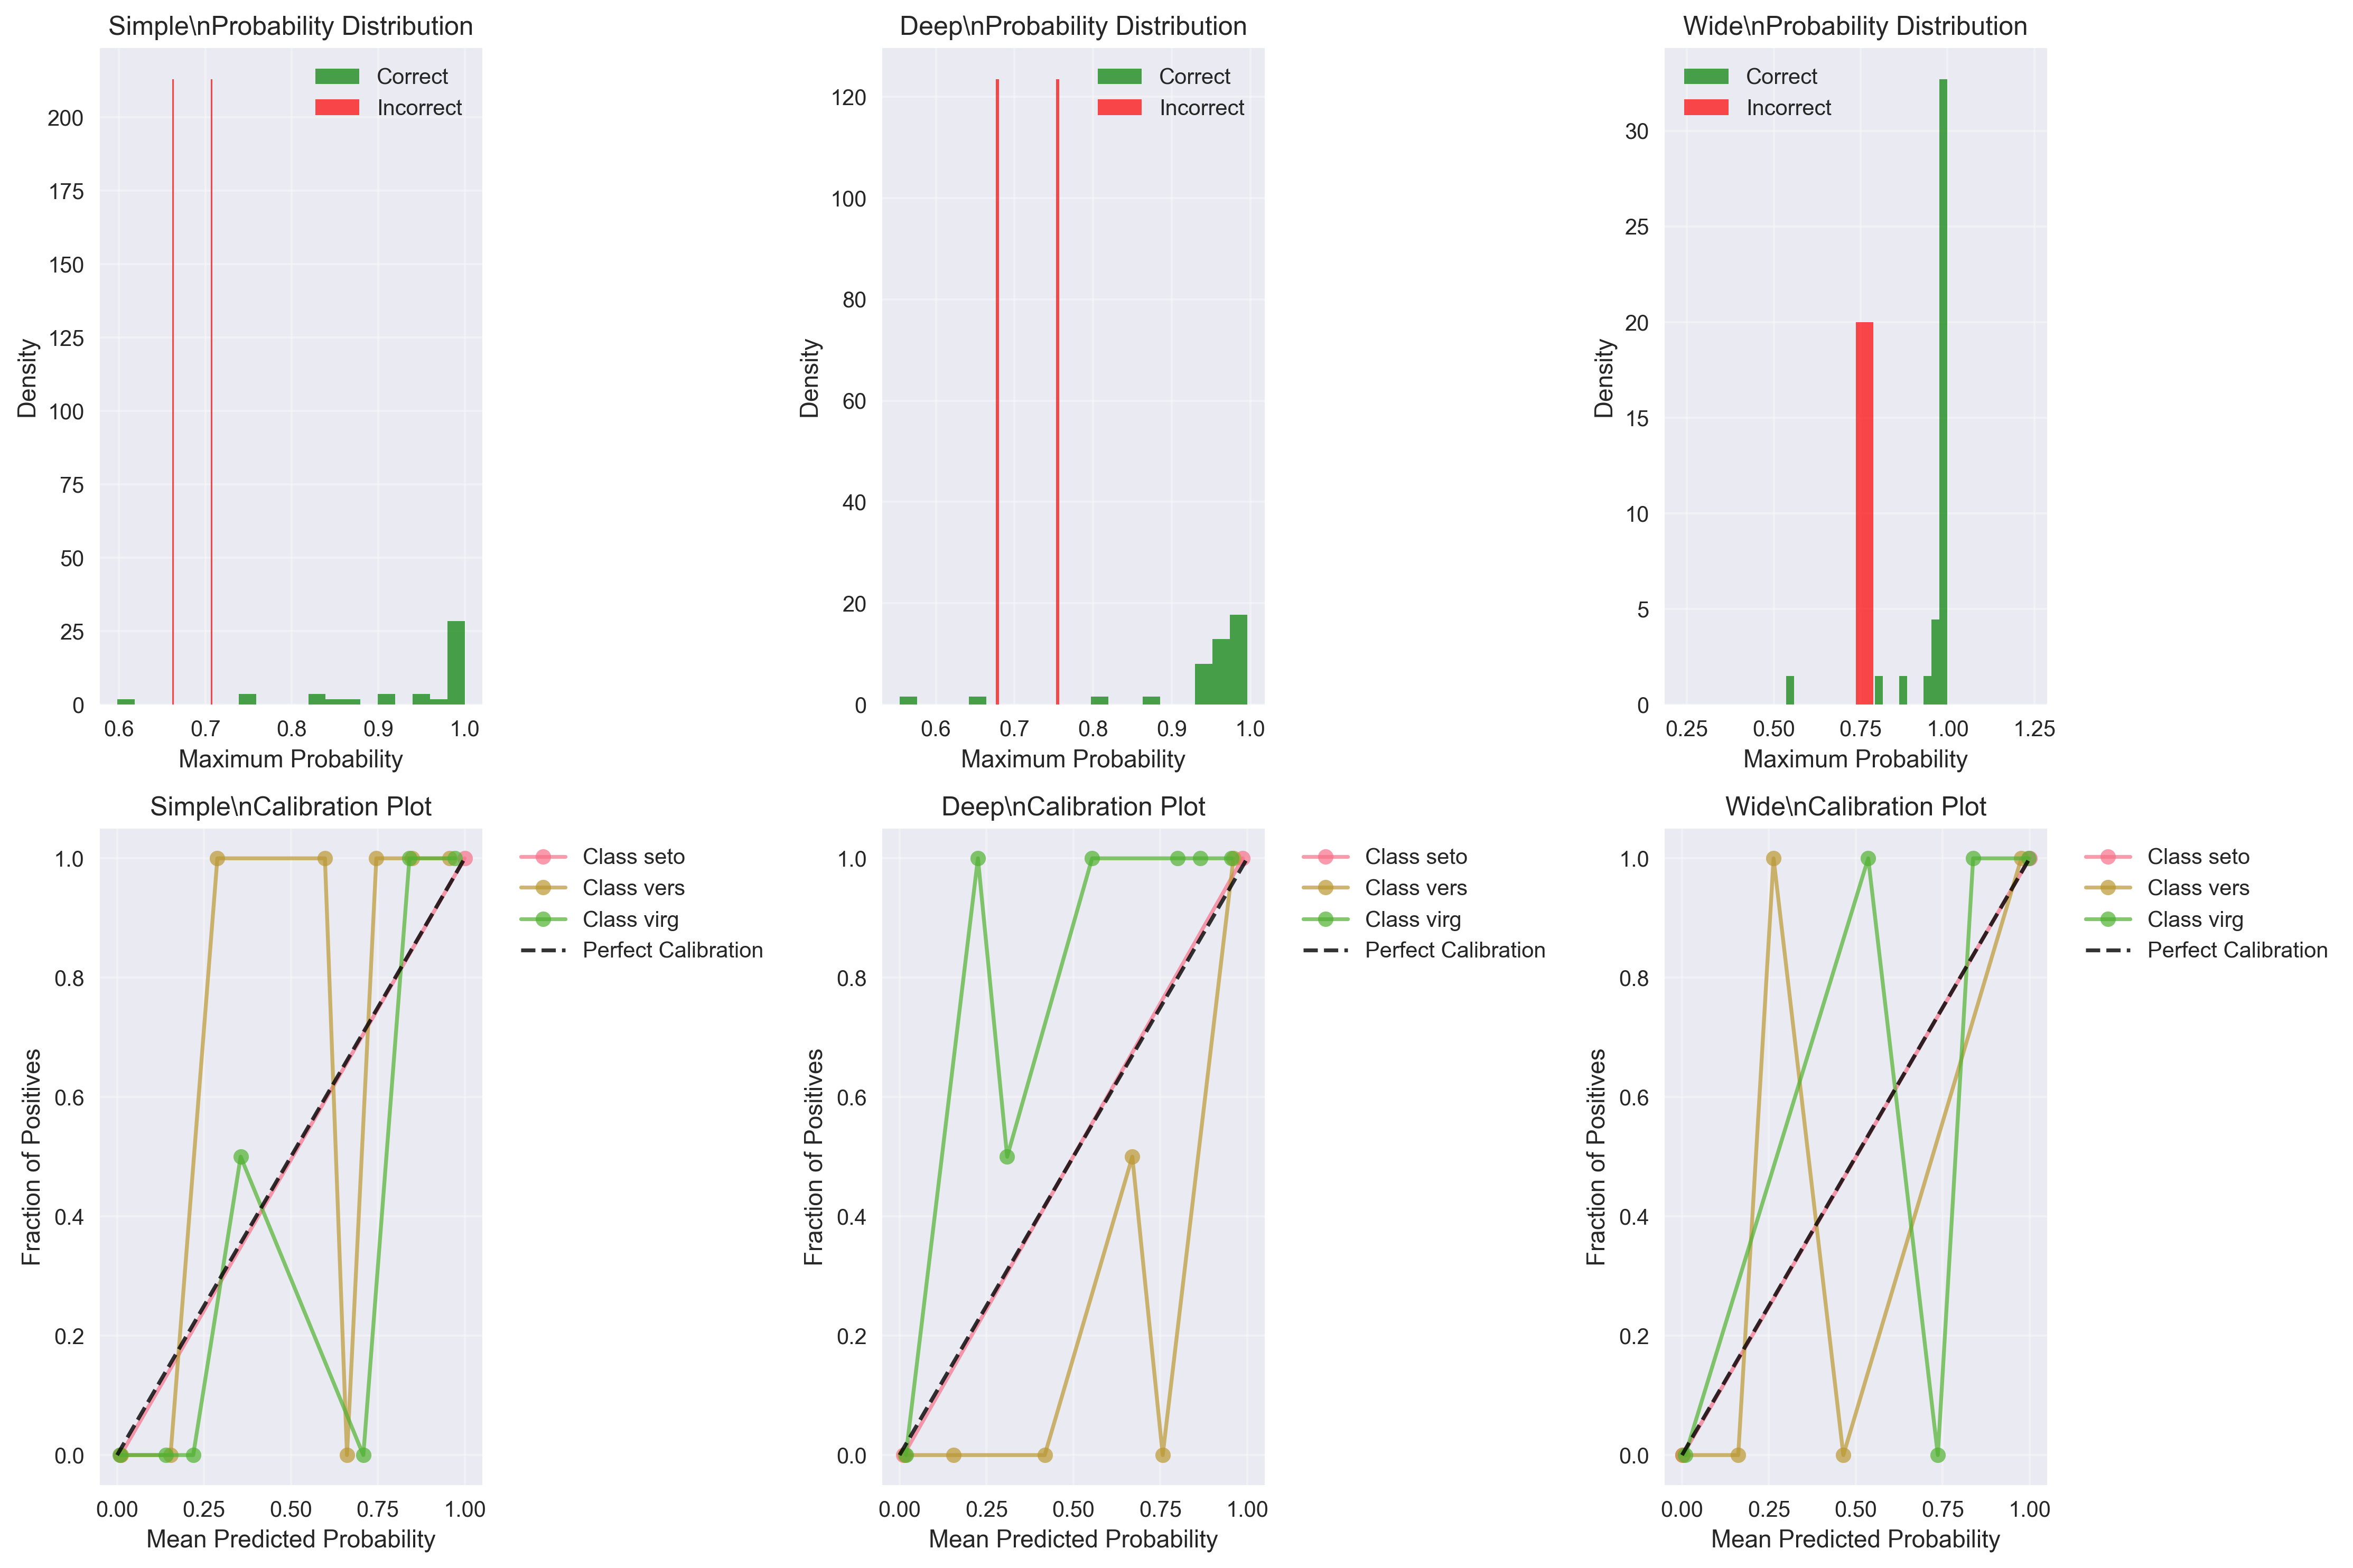 Simple\nProbability Distribution
Correct
Incorrect
200
175
150
125
100
75
50
25
0
Density
0.6 0.7 0.8 0.9 1.0
Maximum Probability
Deep\nProbability Distribution
Correct
Incorrect
120
100
80
60
40
20
0
Density
0.6 0.7 0.8 0.9 1.0
Maximum Probability
Wide\nProbability Distribution
Correct
Incorrect
30
25
20
15
10
5
0
Density
0.25 0.50 0.75 1.00 1.25
Maximum Probability
Simple\nCalibration Plot
1.0
0.8
0.6
0.4
0.2
0.0
Fraction of Positives
0.00 0.25 0.50 0.75 1.00
Mean Predicted Probability
Class seto
Class vers
Class virg
Perfect Calibration
Deep\nCalibration Plot
1.0
0.8
0.6
0.4
0.2
0.0
Fraction of Positives
0.00 0.25 0.50 0.75 1.00
Mean Predicted Probability
Class seto
Class vers
Class virg
Perfect Calibration
Wide\nCalibration Plot
1.0
0.8
0.6
0.4
0.2
0.0
Fraction of Positives
0.00 0.25 0.50 0.75 1.00
Mean Predicted Probability
Class seto
Class vers
Class virg
Perfect Calibration